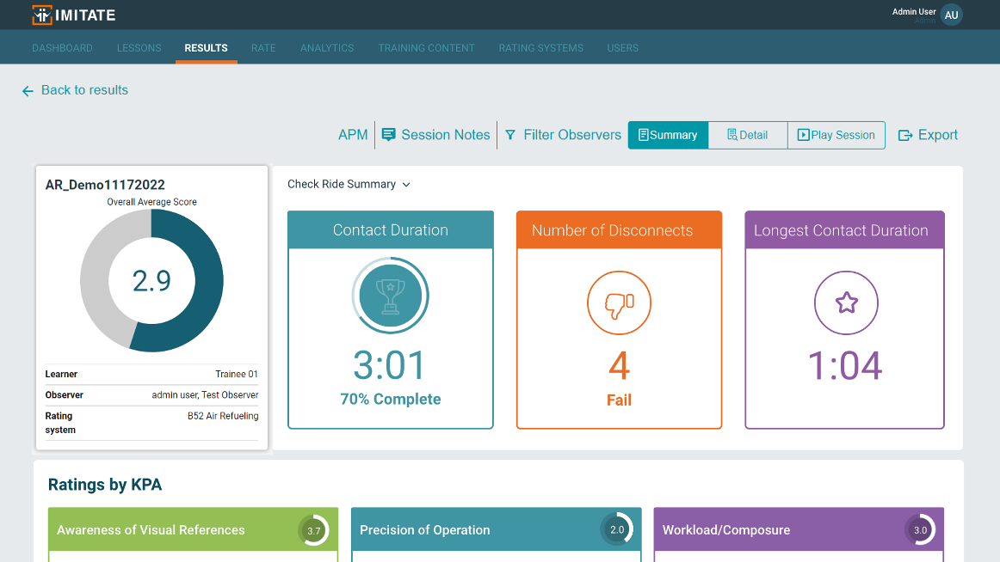 IMITATE
Admin User
Admin
AU
DASHBOARD LESSONS RESULTS RATE ANALYTICS TRAINING CONTENT RATING SYSTEMS USERS
Back to results
APM Session Notes Filter Observers Summary Detail Play Session Export
AR_Demo11172022
Overall Average Score
2.9
Learner Trainee 01
Observer admin user, Test Observer
Rating B52 Air Refueling
system
Check Ride Summary
Contact Duration
3:01
70% Complete
Number of Disconnects
4
Fail
Longest Contact Duration
1:04
Ratings by KPA
Awareness of Visual References 3.7
Precision of Operation 2.0
Workload/Composure 3.0